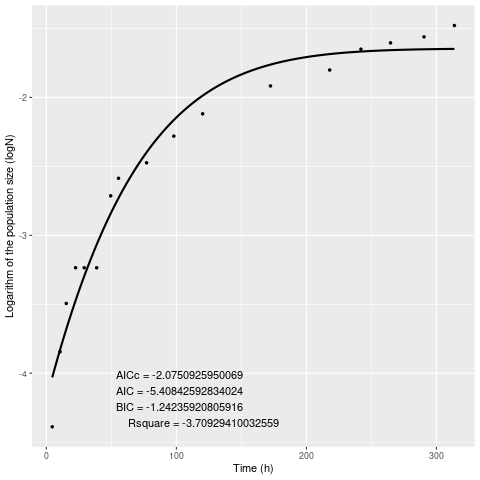 Logarithm of the population size (logN)
-2
-3
-4
AICc = -2.0750925950069
AIC = -5.40842592834024
BIC = -1.24235920805916
Rsquare = -3.70929410032559
0 100 200 300
Time (h)